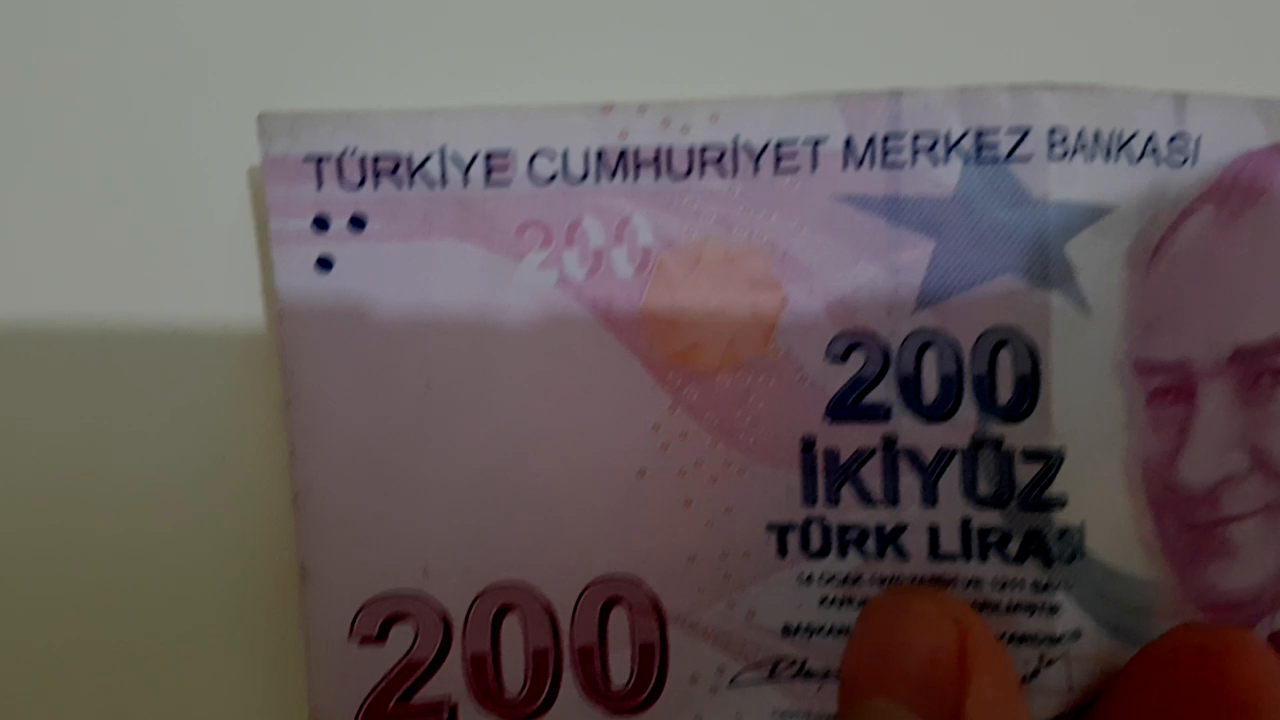 TÜRKİYE CUMHURİYET MERKEZ BANKASI
200
200
İKİYÜZ
TÜRK LİRASI
200